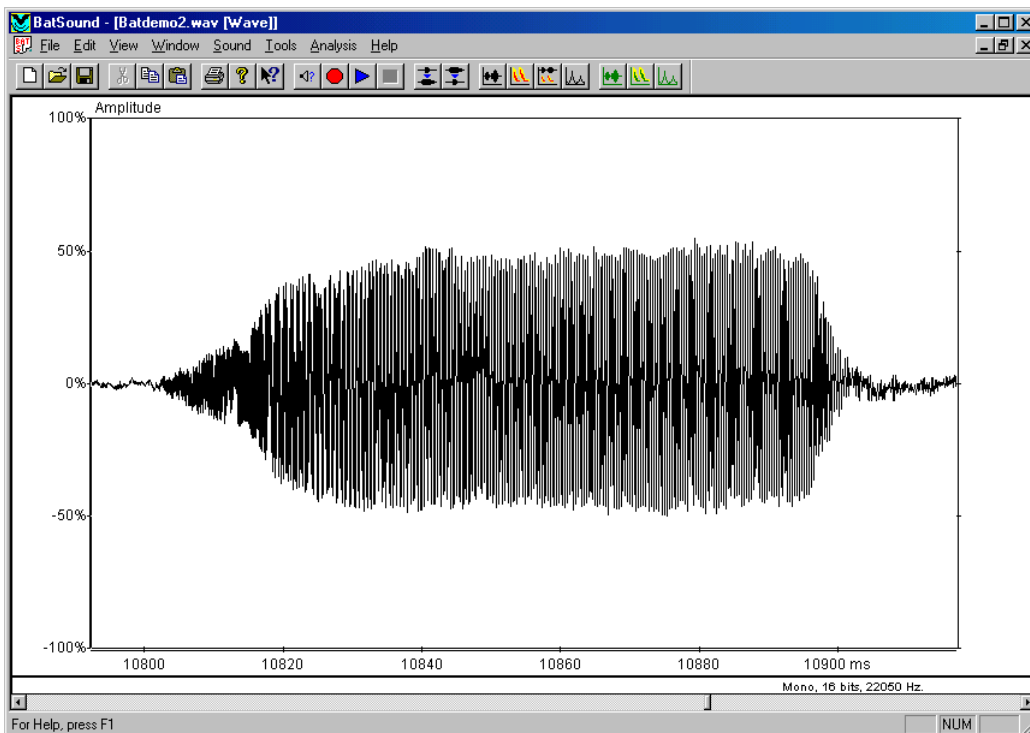 BatSound - [Batdemo2.wav [Wave]]
File Edit View Window Sound Tools Analysis Help
Amplitude
100%
50%
0%
-50%
-100%
10800 10820 10840 10860 10880 10900 ms
Mono, 16 bits, 22050 Hz.
For Help, press F1 NUM